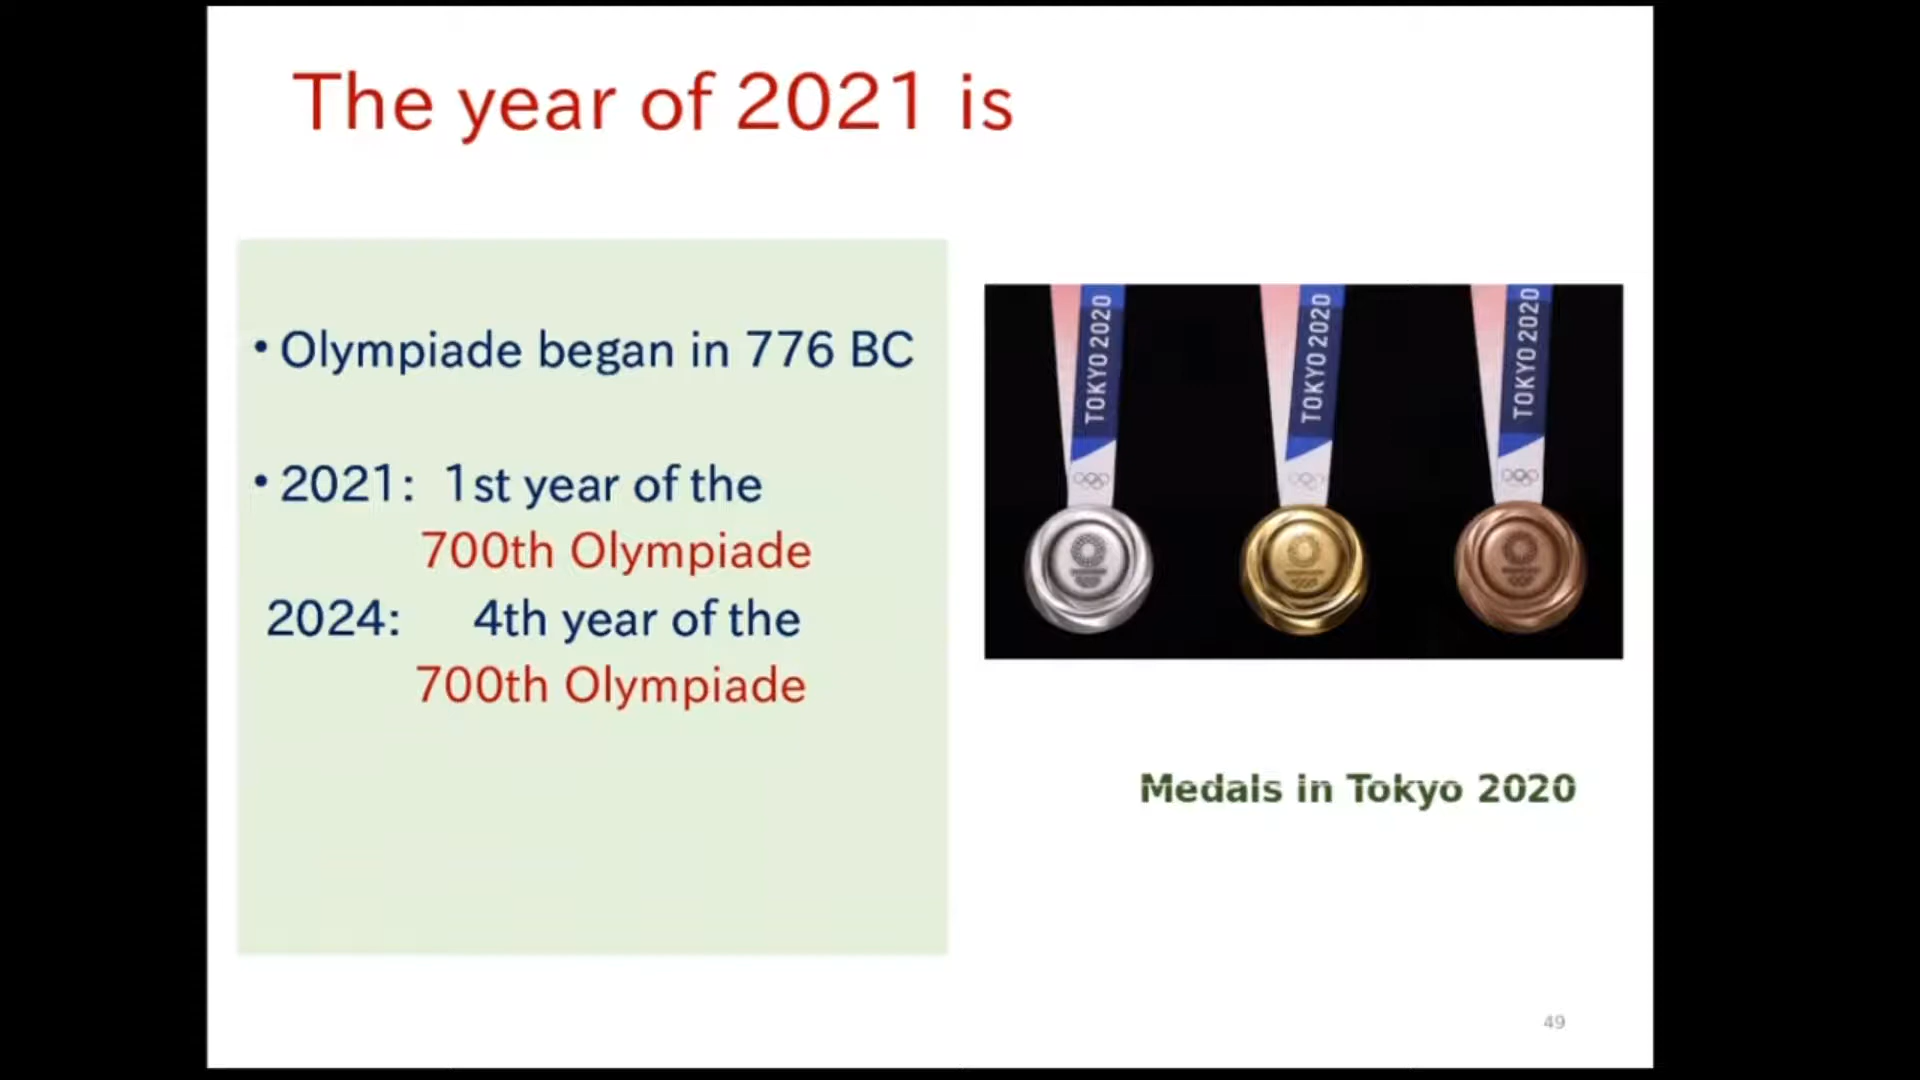 The year of 2021 is
• Olympiade began in 776 BC
• 2021: 1st year of the
700th Olympiade
2024: 4th year of the
700th Olympiade
TOKYO 2020
TOKYO 2020
TOKYO 2020
Medals in Tokyo 2020
49